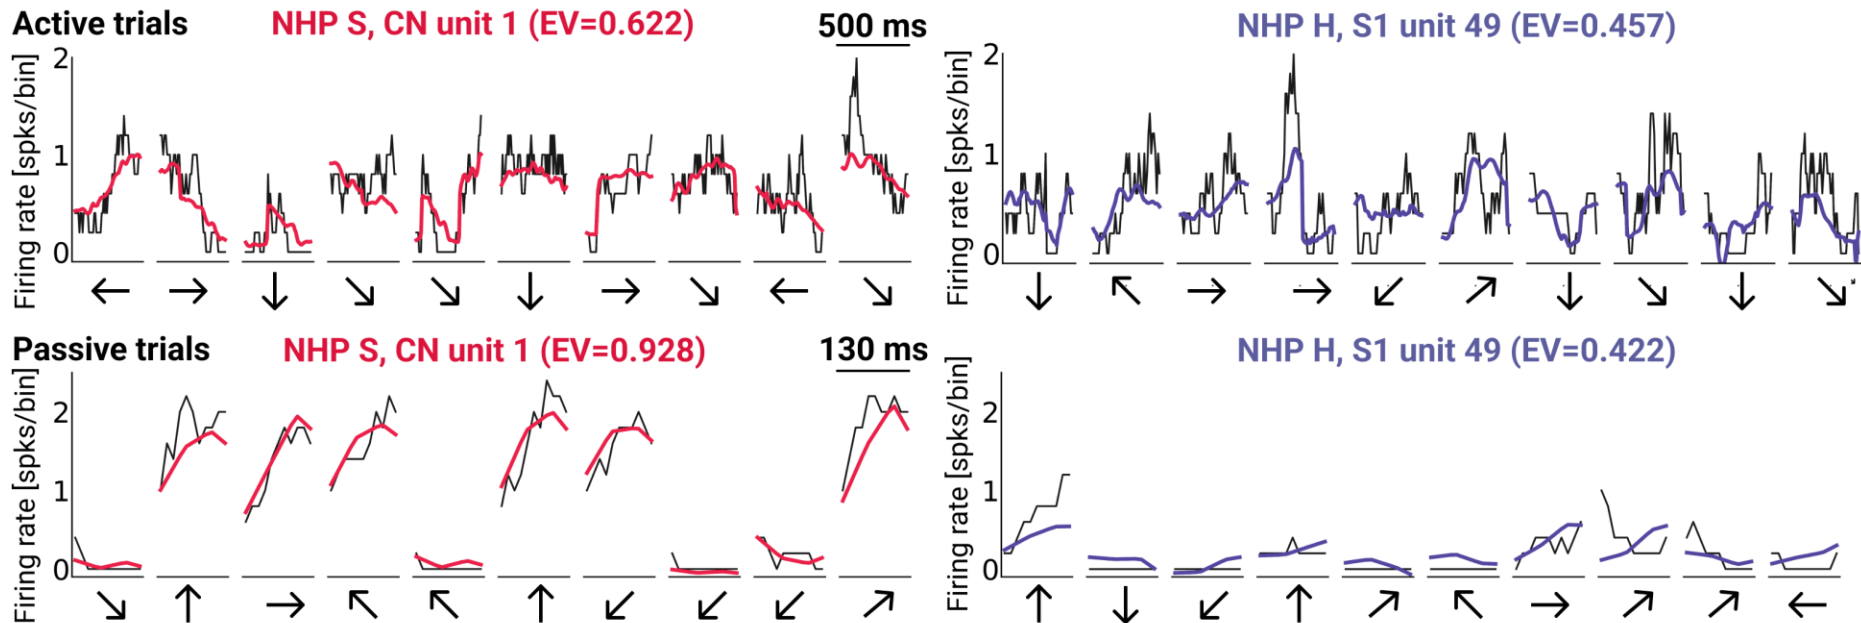 Active trials
NHP S, CN unit 1 (EV=0.622)
500 ms
NHP H, S1 unit 49 (EV=0.457)
Firing rate [spks/bin]
2
1
0
Firing rate [spks/bin]
2
1
0
Passive trials
NHP S, CN unit 1 (EV=0.928)
130 ms
NHP H, S1 unit 49 (EV=0.422)
Firing rate [spks/bin]
2
1
0
Firing rate [spks/bin]
2
1
0